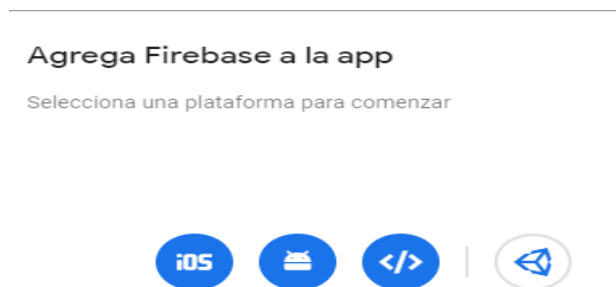 Agrega Firebase a la app
Selecciona una plataforma para comenzar
iOS </>